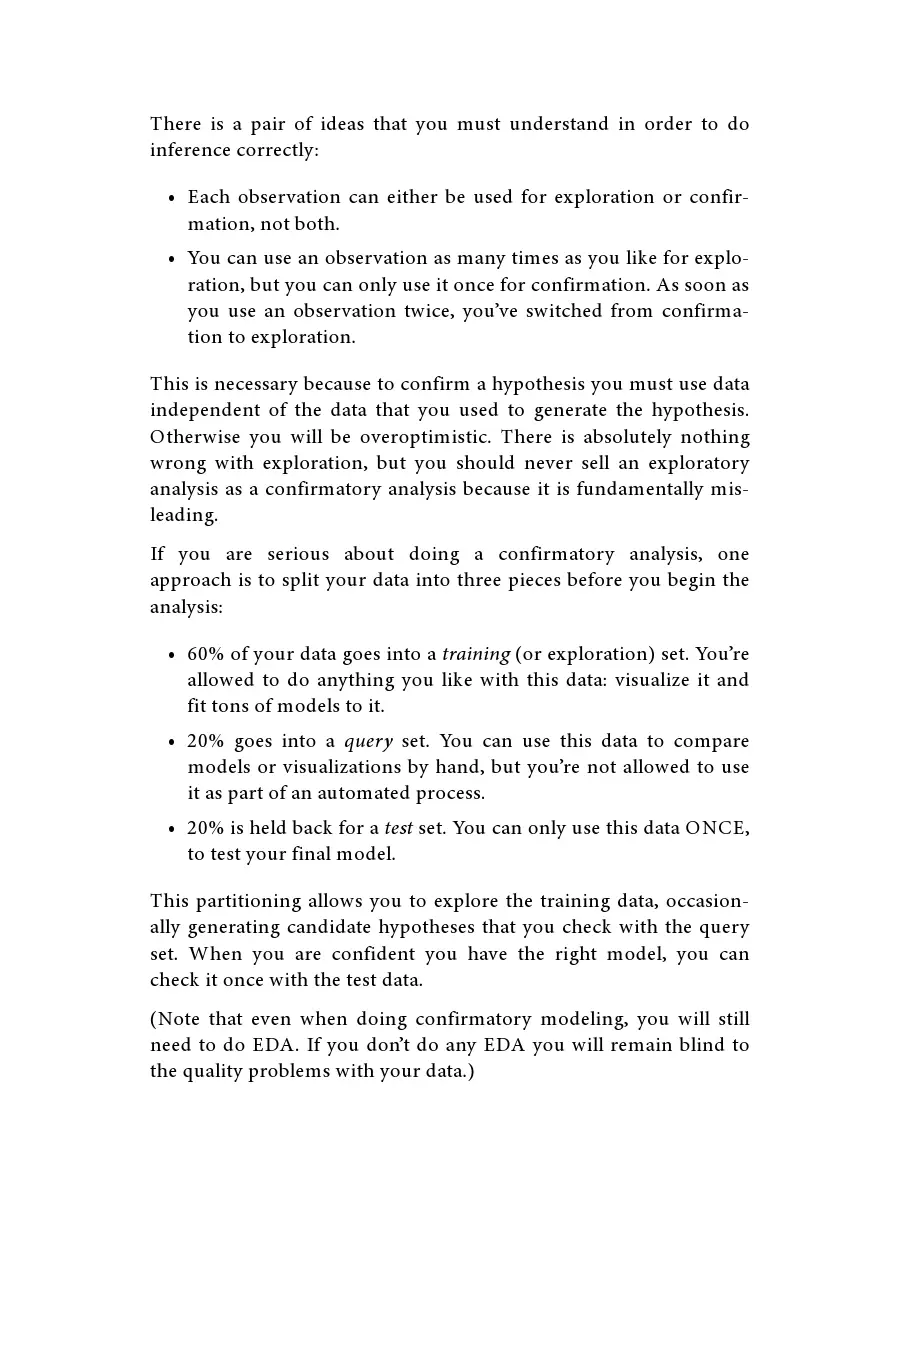 There is a pair of ideas that you must understand in order to do
inference correctly:
• Each observation can either be used for exploration or confir-
mation, not both.
• You can use an observation as many times as you like for explo-
ration, but you can only use it once for confirmation. As soon as
you use an observation twice, you’ve switched from confirma-
tion to exploration.
This is necessary because to confirm a hypothesis you must use data
independent of the data that you used to generate the hypothesis.
Otherwise you will be overoptimistic. There is absolutely nothing
wrong with exploration, but you should never sell an exploratory
analysis as a confirmatory analysis because it is fundamentally mis-
leading.
If you are serious about doing a confirmatory analysis, one
approach is to split your data into three pieces before you begin the
analysis:
• 60% of your data goes into a training (or exploration) set. You’re
allowed to do anything you like with this data: visualize it and
fit tons of models to it.
• 20% goes into a query set. You can use this data to compare
models or visualizations by hand, but you’re not allowed to use
it as part of an automated process.
• 20% is held back for a test set. You can only use this data ONCE,
to test your final model.
This partitioning allows you to explore the training data, occasion-
ally generating candidate hypotheses that you check with the query
set. When you are confident you have the right model, you can
check it once with the test data.
(Note that even when doing confirmatory modeling, you will still
need to do EDA. If you don’t do any EDA you will remain blind to
the quality problems with your data.)